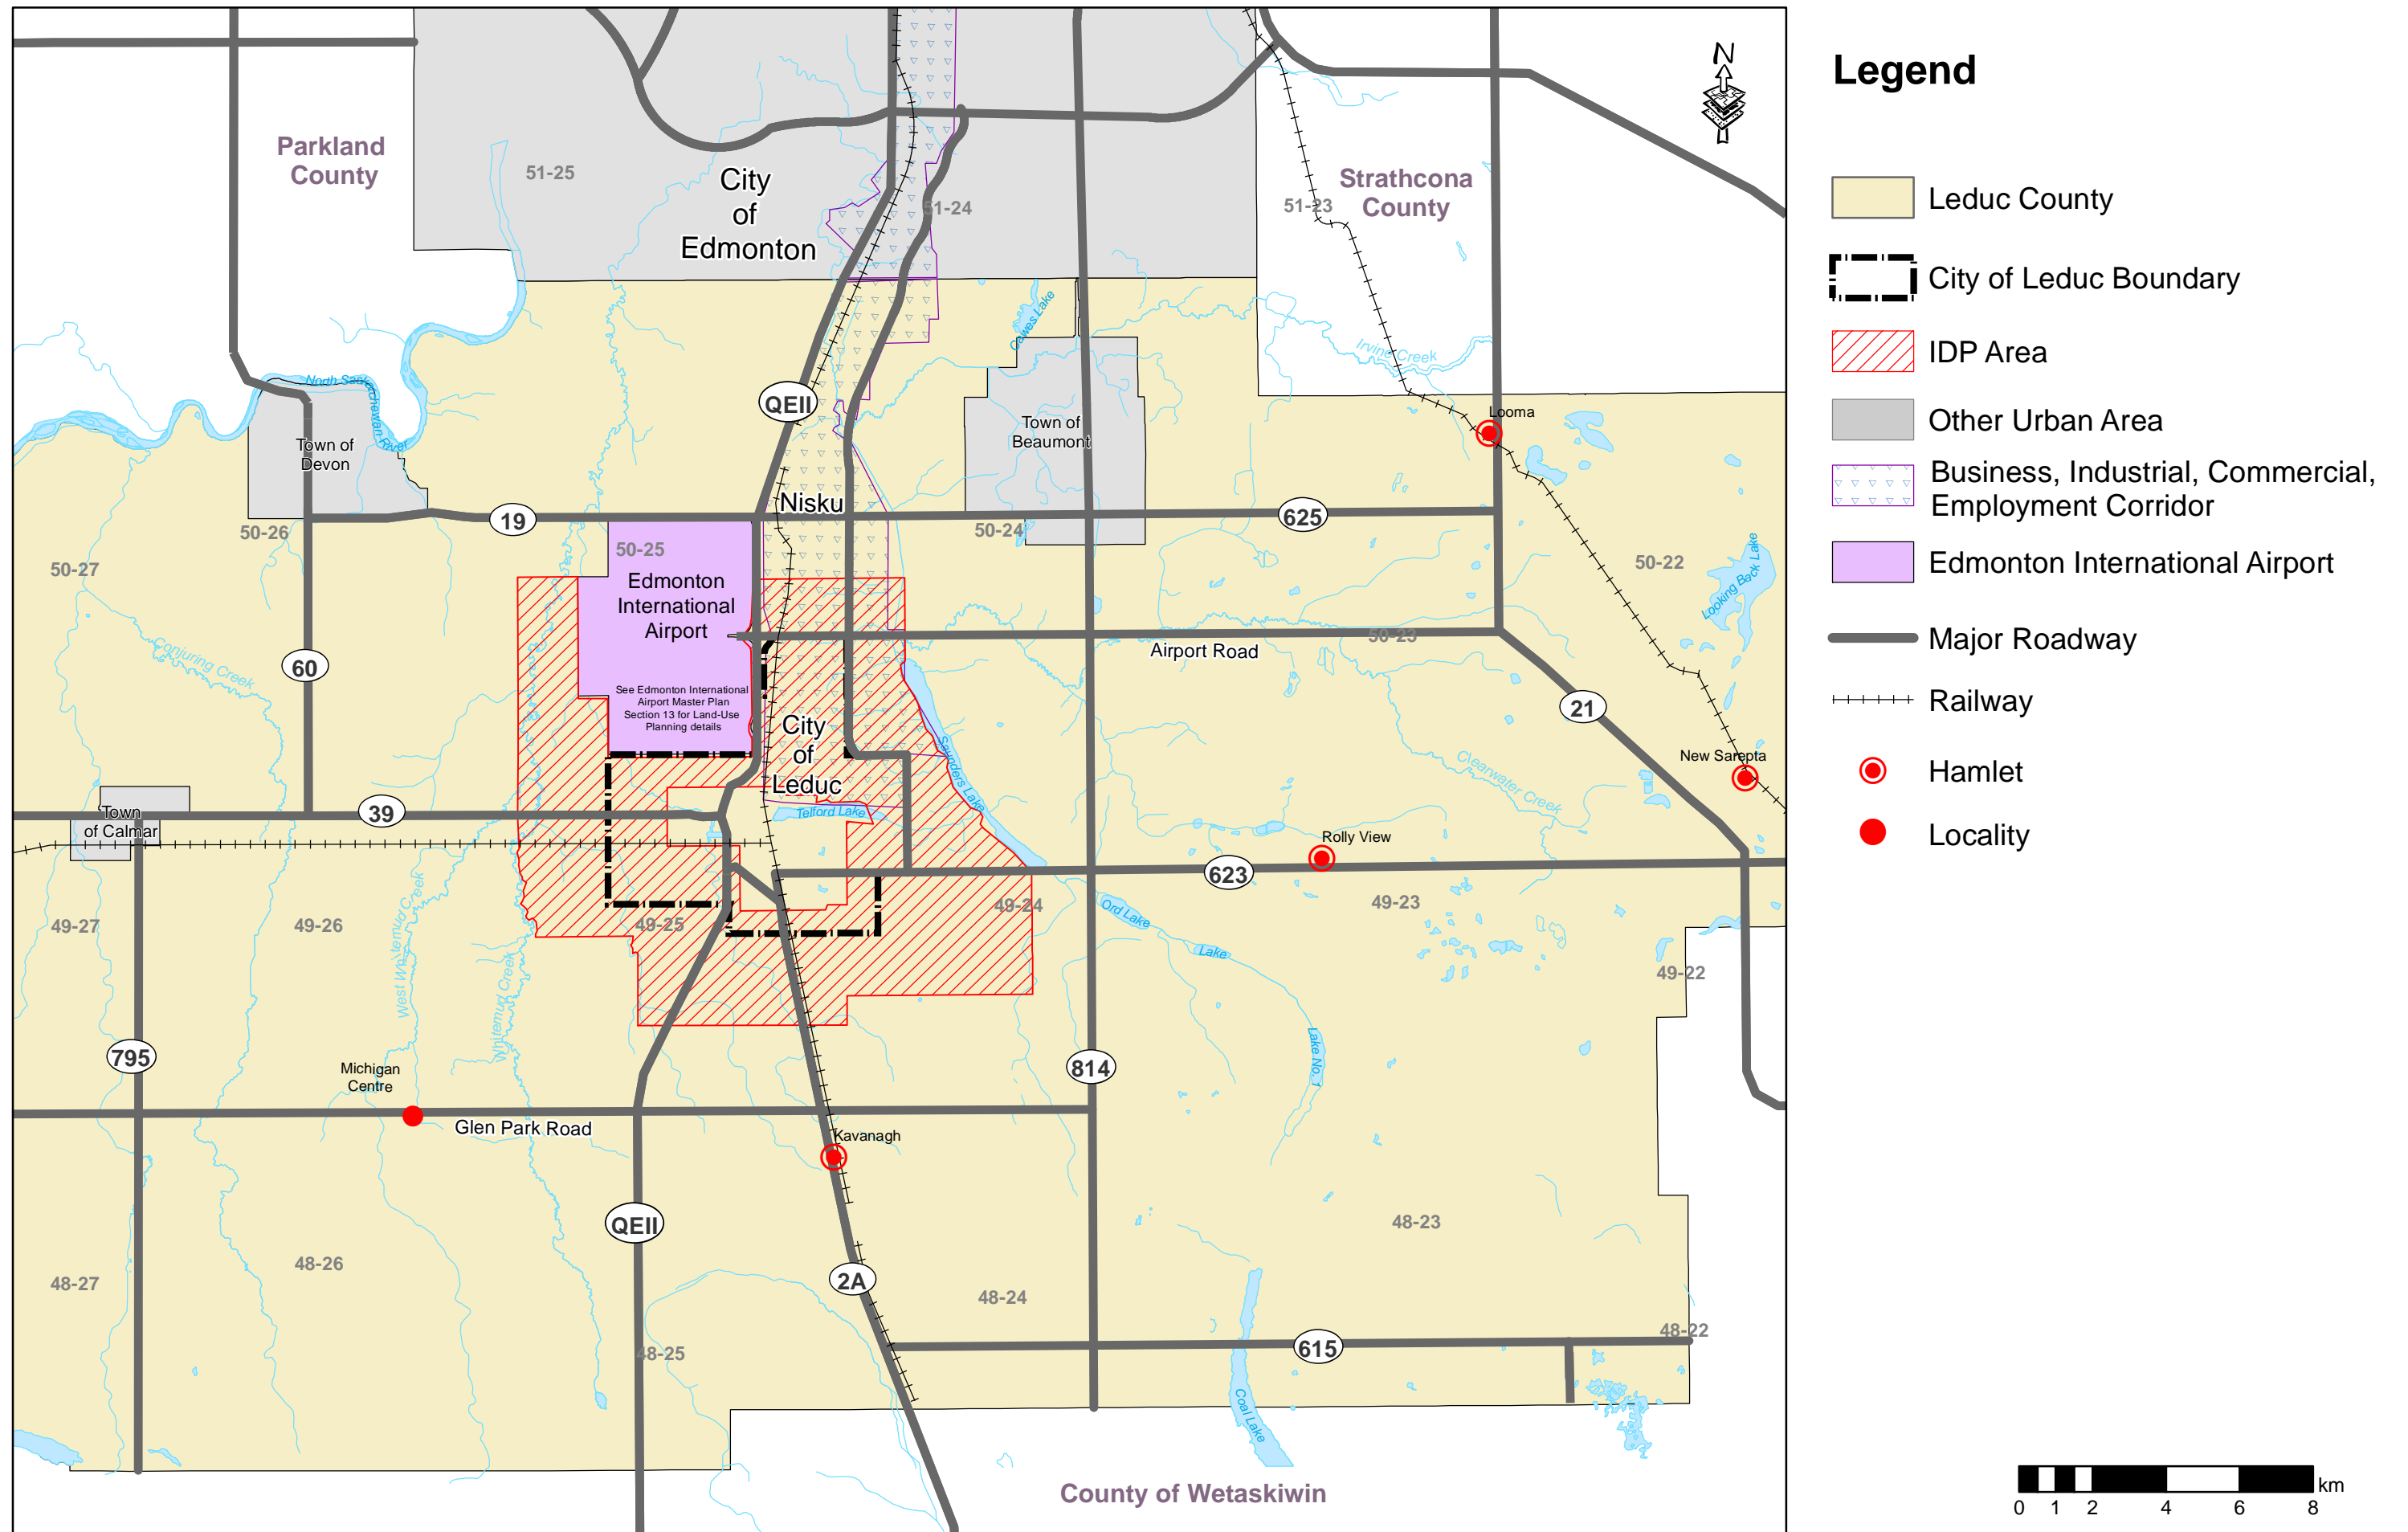 Parkland
County
51-25
City
of
Edmonton
51-24
51-23
Strathcona
County
N
Cawes Lake
Irvine Creek
North Saskatchewan River
QEII
Looma
Town of
Devon
Town of
Beaumont
Nisku
19
625
50-26
50-25
50-24
50-27
50-22
Looking Back Lake
Edmonton
International
Airport
50-23
Airport Road
Conjuring Creek
60
See Edmonton International
Airport Master Plan
Section 13 for Land-Use
Planning details
21
City
of
Leduc
Saunders Lake
Clearwater Creek
New Sarepta
Town
of Calmar
39
Telford Lake
Rolly View
623
49-27
49-26
West Whitemud Creek
49-25
49-24
Ord Lake
49-23
Lake
49-22
Whitemud Creek
795
Michigan
Centre
814
Lake No. 1
Glen Park Road
Kavanagh
QEII
48-23
48-27
48-26
2A
48-24
48-25
615
48-22
Coal Lake
County of Wetaskiwin
Legend
Leduc County
City of Leduc Boundary
IDP Area
Other Urban Area
Business, Industrial, Commercial,
Employment Corridor
Edmonton International Airport
Major Roadway
Railway
Hamlet
Locality
km
0 1 2 4 6 8